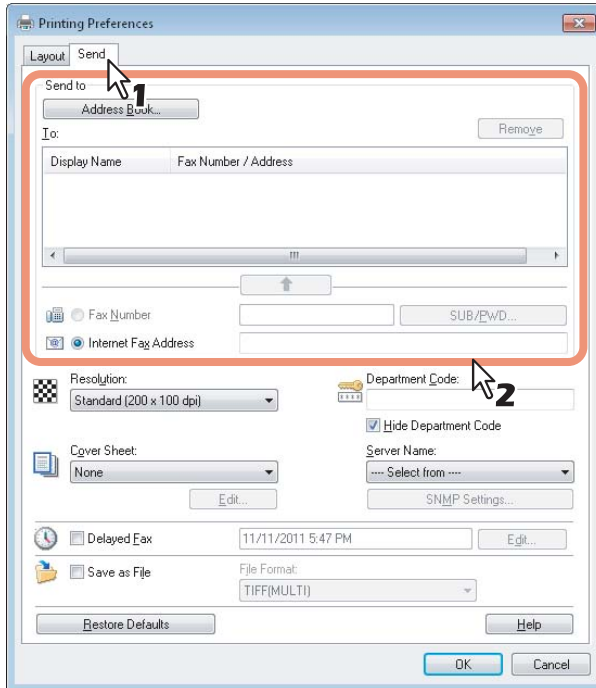 Printing Preferences
Layout Send
1
Send to
Address Book...
To:
Remove
Display Name Fax Number / Address
Fax Number
SUB/PWD...
Internet Fax Address
2
Resolution:
Standard (200 x 100 dpi)
Department Code:
Hide Department Code
Cover Sheet:
None
Edit...
Server Name:
---- Select from ----
SNMP Settings...
Delayed Fax 11/11/2011 5:47 PM Edit...
Save as File
File Format:
TIFF(MULTI)
Restore Defaults Help
OK Cancel